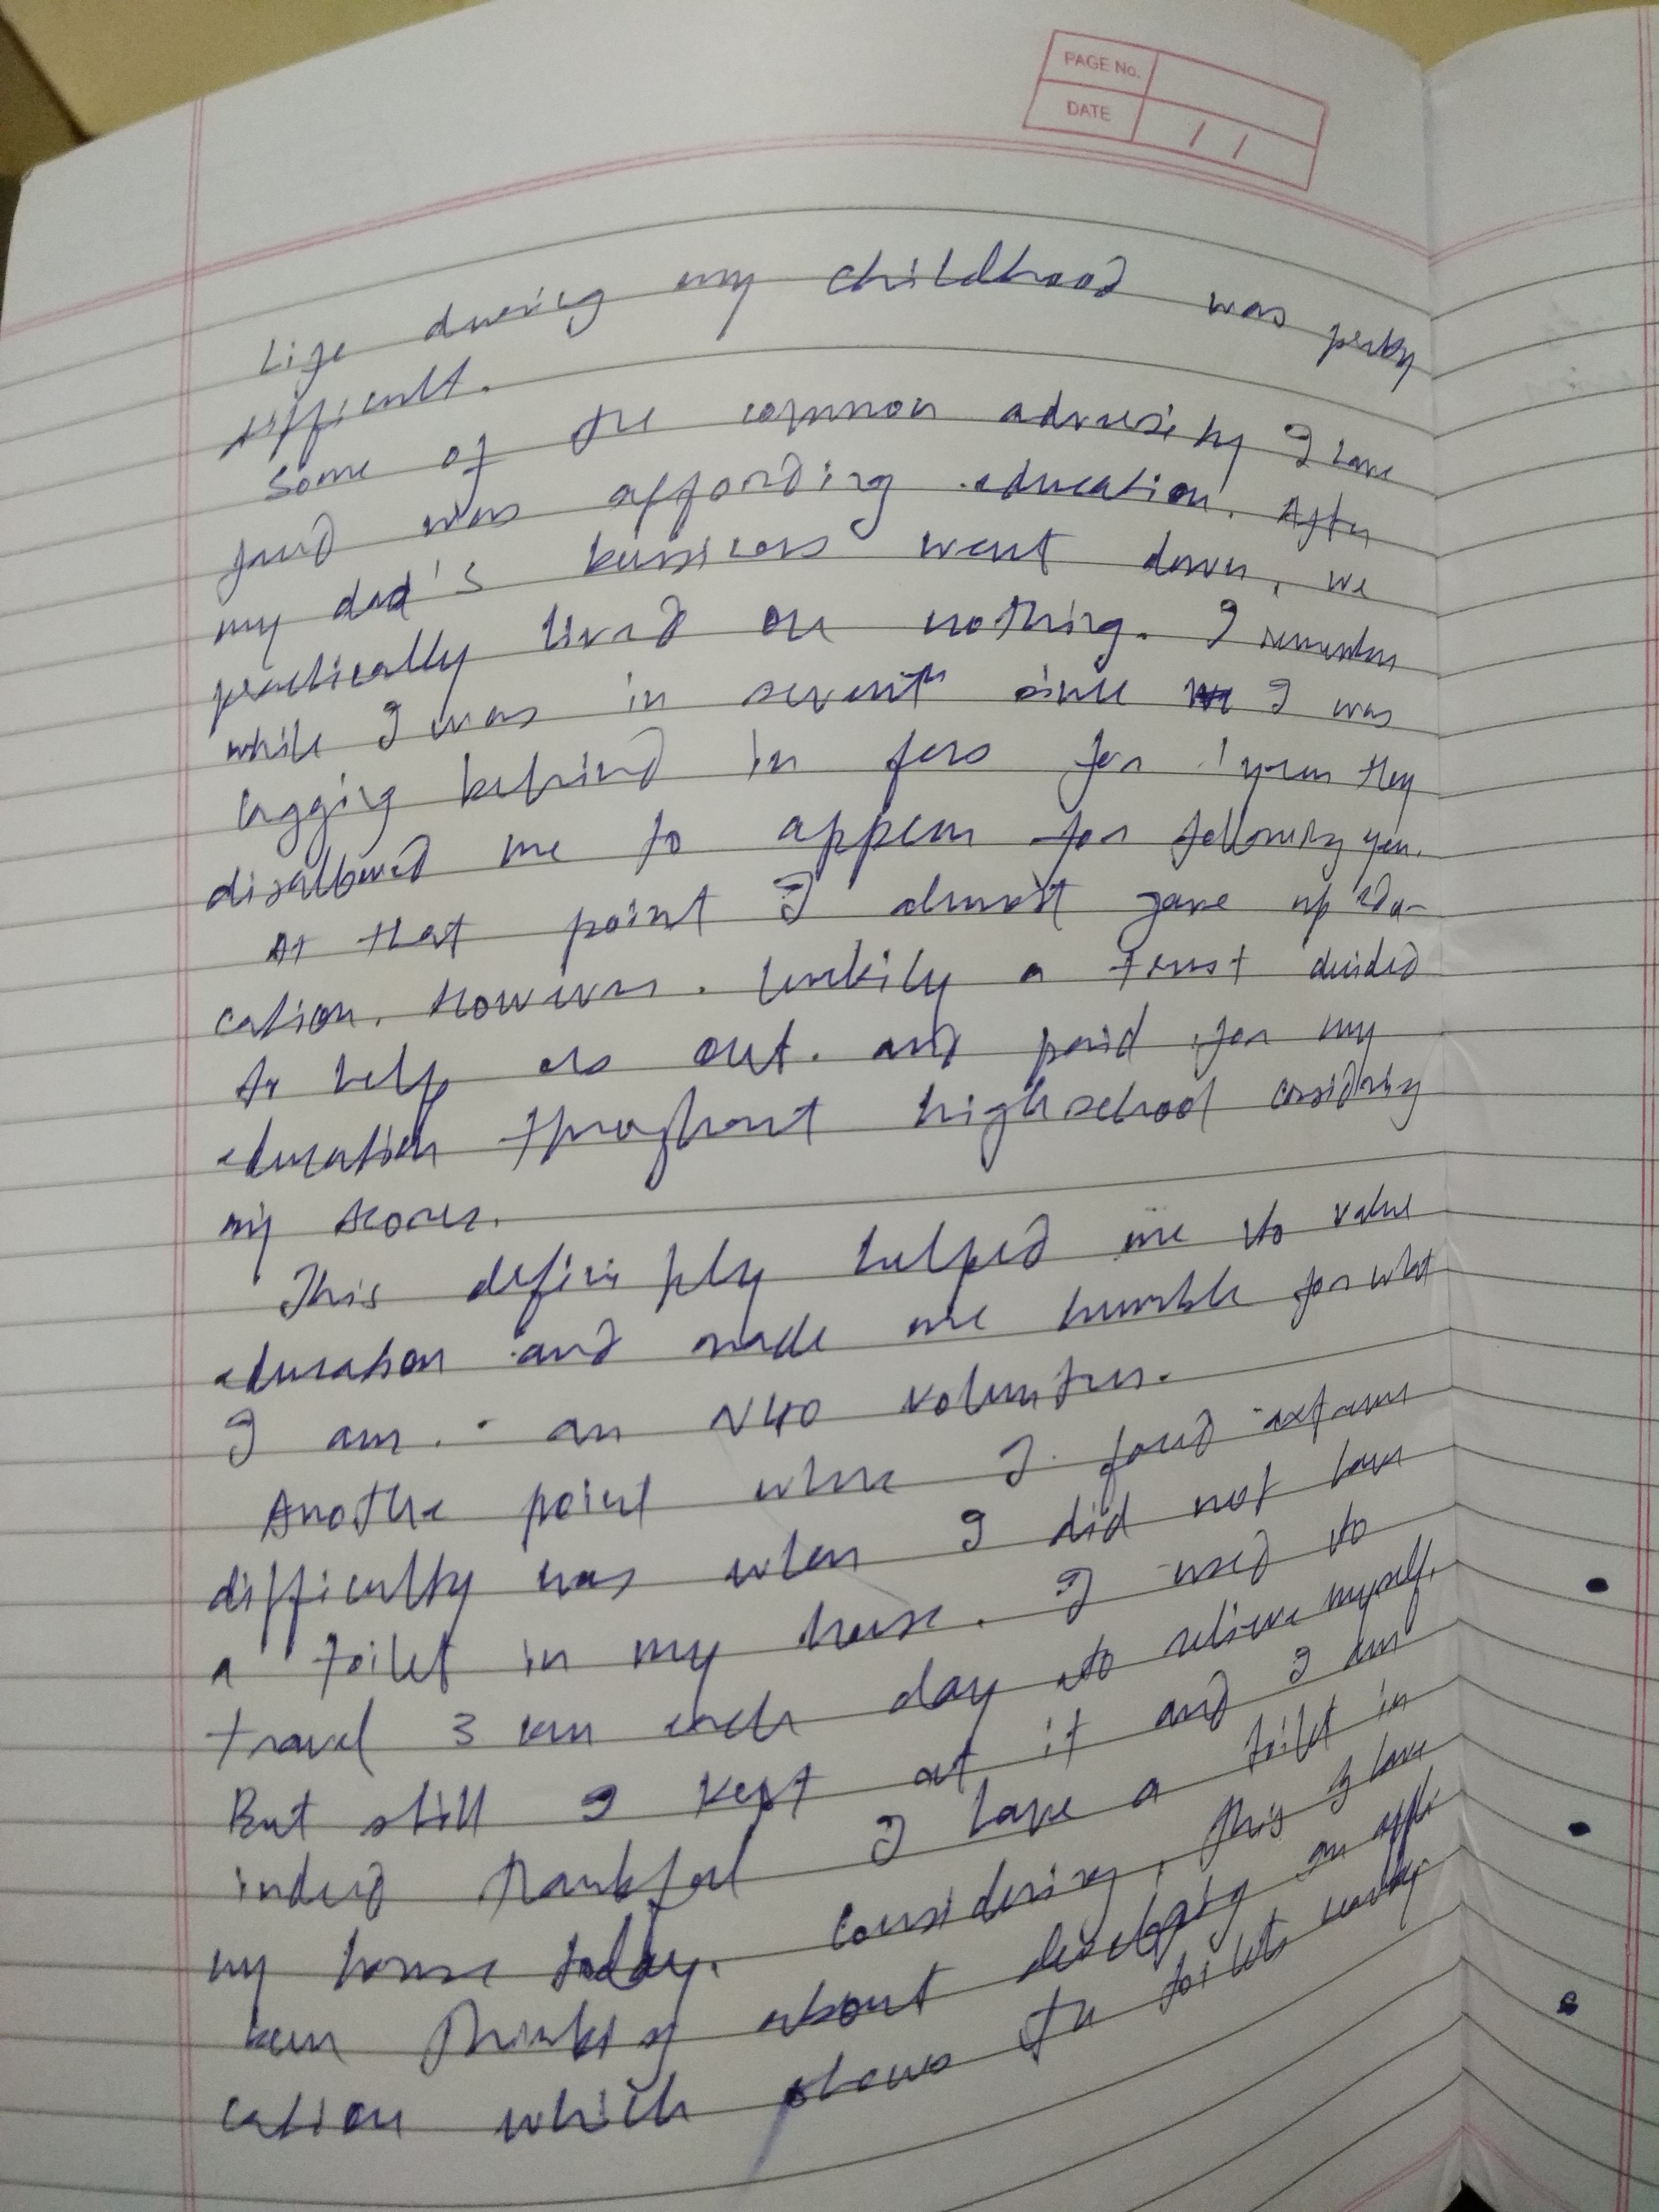 PAGE No.
DATE / /
Life during my childhood was pretty
difficult.
Some of the common adversity I have
faced was affording education. After
my dad's bussiness went down, we
practically lived on nothing. I remember
while I was in seventh since I was
lagging behind in fees for 1 year they
disallowed me to appear for following year.
At that point I almost gave up edu-
cation. However. luckily a trust decided
to help us out. and paid for my
education throughout highschool considring
my scores.
This definitely helped me to value
education and made me humble for what
I am. an NGO volunteer.
Another point where I faced extreme
difficulty was when I did not have
a toilet in my house. I used to
travel 3 km each day to relieve myself.
But still I kept at it and I am
indeed thankful I have a toilet in
my house today. considering, this I have
been thinking about developing an appli
cation which shows the toilets nearby